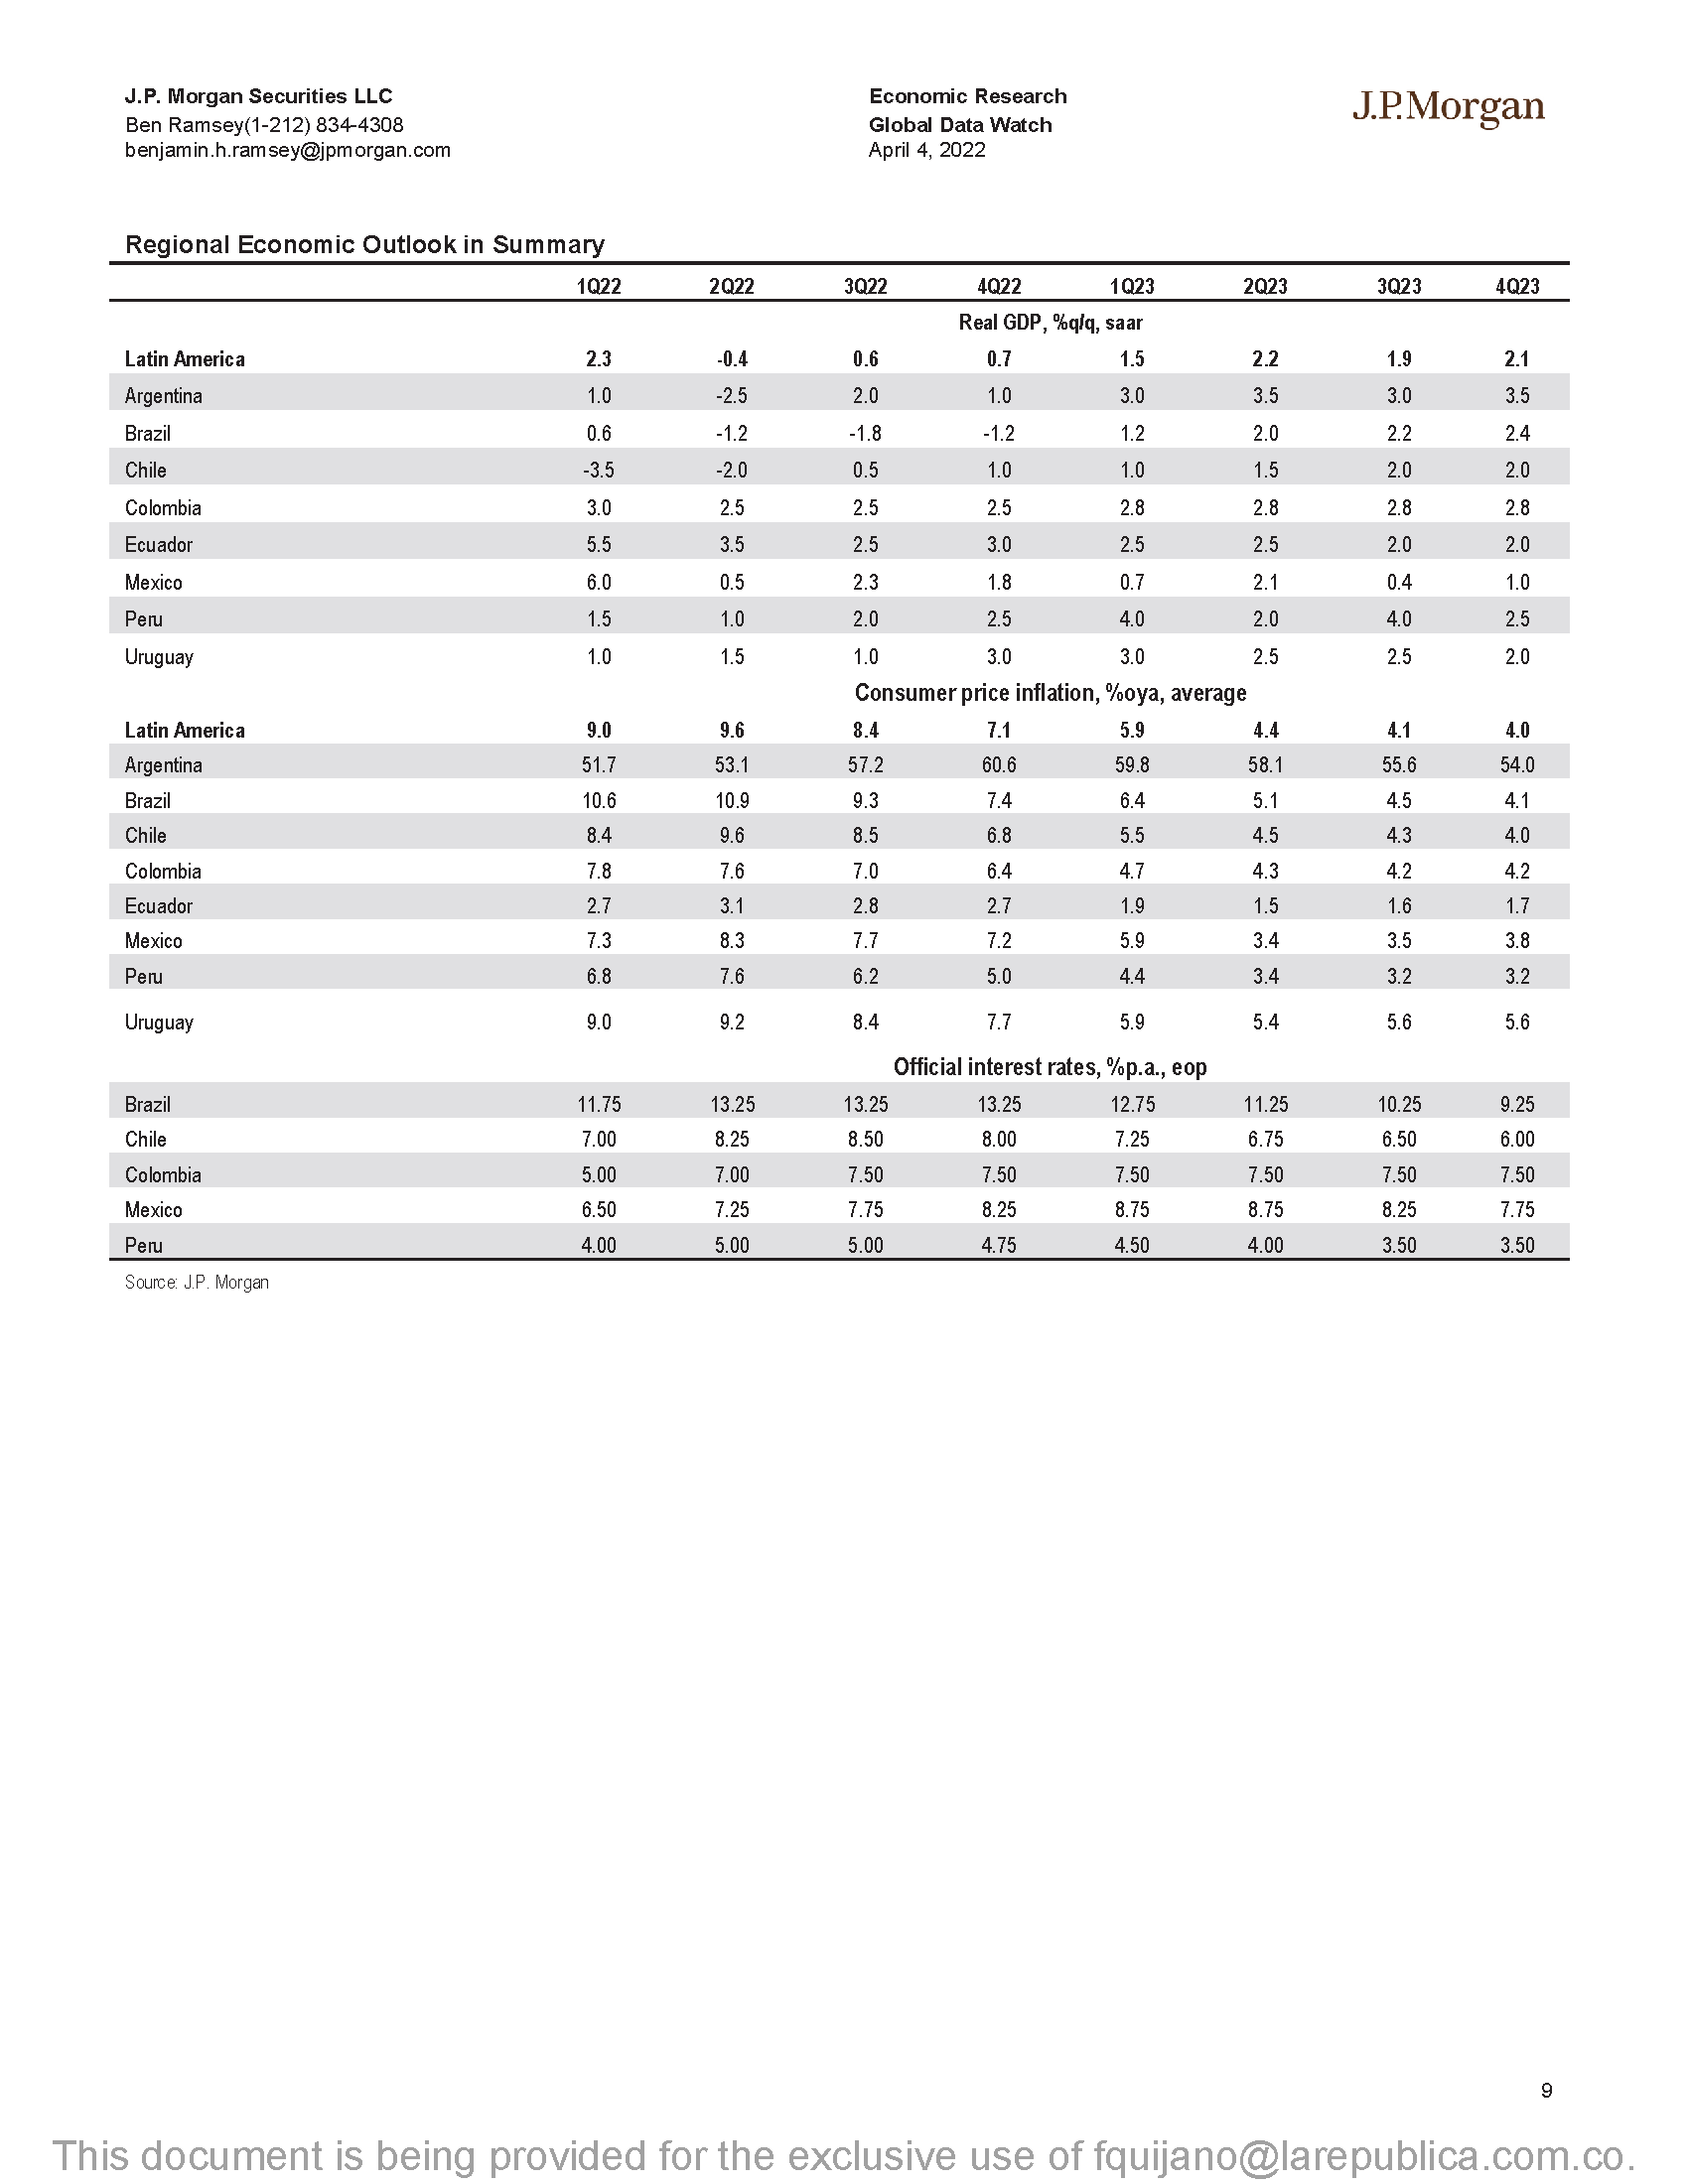 J.P. Morgan Securities LLC
Ben Ramsey(1-212) 834-4308
benjamin.h.ramsey@jpmorgan.com
Economic Research
Global Data Watch
April 4, 2022
J.P.Morgan
Regional Economic Outlook in Summary
1Q22 2Q22 3Q22 4Q22 1Q23 2Q23 3Q23 4Q23
Real GDP, %q/q, saar
Latin America 2.3 -0.4 0.6 0.7 1.5 2.2 1.9 2.1
Argentina 1.0 -2.5 2.0 1.0 3.0 3.5 3.0 3.5
Brazil 0.6 -1.2 -1.8 -1.2 1.2 2.0 2.2 2.4
Chile -3.5 -2.0 0.5 1.0 1.0 1.5 2.0 2.0
Colombia 3.0 2.5 2.5 2.5 2.8 2.8 2.8 2.8
Ecuador 5.5 3.5 2.5 3.0 2.5 2.5 2.0 2.0
Mexico 6.0 0.5 2.3 1.8 0.7 2.1 0.4 1.0
Peru 1.5 1.0 2.0 2.5 4.0 2.0 4.0 2.5
Uruguay 1.0 1.5 1.0 3.0 3.0 2.5 2.5 2.0
Consumer price inflation, %oya, average
Latin America 9.0 9.6 8.4 7.1 5.9 4.4 4.1 4.0
Argentina 51.7 53.1 57.2 60.6 59.8 58.1 55.6 54.0
Brazil 10.6 10.9 9.3 7.4 6.4 5.1 4.5 4.1
Chile 8.4 9.6 8.5 6.8 5.5 4.5 4.3 4.0
Colombia 7.8 7.6 7.0 6.4 4.7 4.3 4.2 4.2
Ecuador 2.7 3.1 2.8 2.7 1.9 1.5 1.6 1.7
Mexico 7.3 8.3 7.7 7.2 5.9 3.4 3.5 3.8
Peru 6.8 7.6 6.2 5.0 4.4 3.4 3.2 3.2
Uruguay 9.0 9.2 8.4 7.7 5.9 5.4 5.6 5.6
Official interest rates, %p.a., eop
Brazil 11.75 13.25 13.25 13.25 12.75 11.25 10.25 9.25
Chile 7.00 8.25 8.50 8.00 7.25 6.75 6.50 6.00
Colombia 5.00 7.00 7.50 7.50 7.50 7.50 7.50 7.50
Mexico 6.50 7.25 7.75 8.25 8.75 8.75 8.25 7.75
Peru 4.00 5.00 5.00 4.75 4.50 4.00 3.50 3.50
Source: J.P. Morgan
9
This document is being provided for the exclusive use of fquijano@larepublica.com.co.